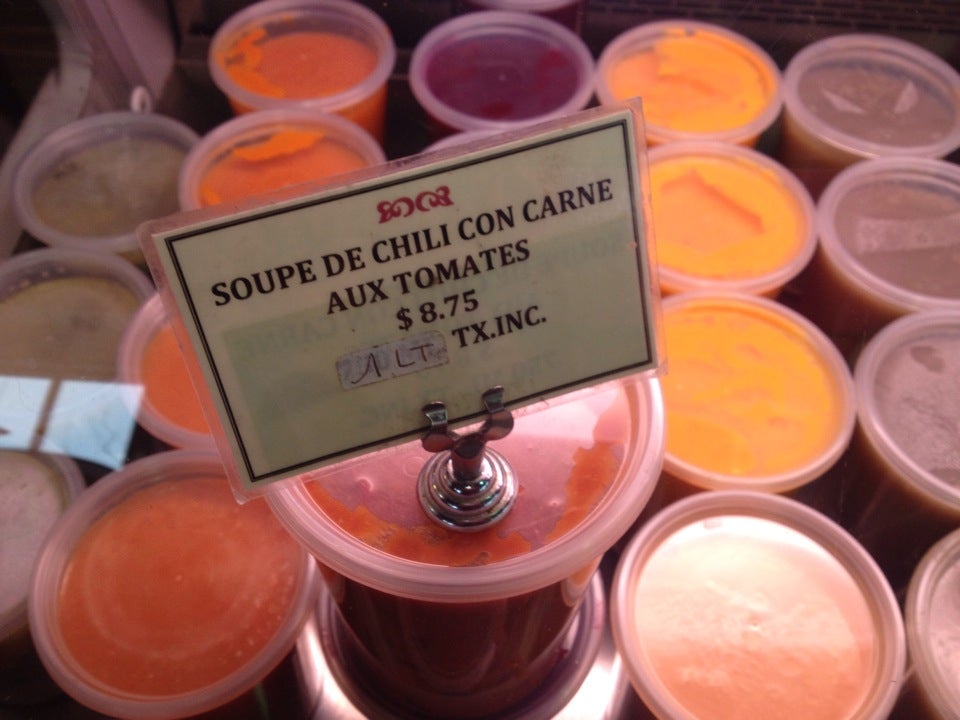 SOUPE DE CHILI CON CARNE
AUX TOMATES
$ 8.75
1 LT TX.INC.